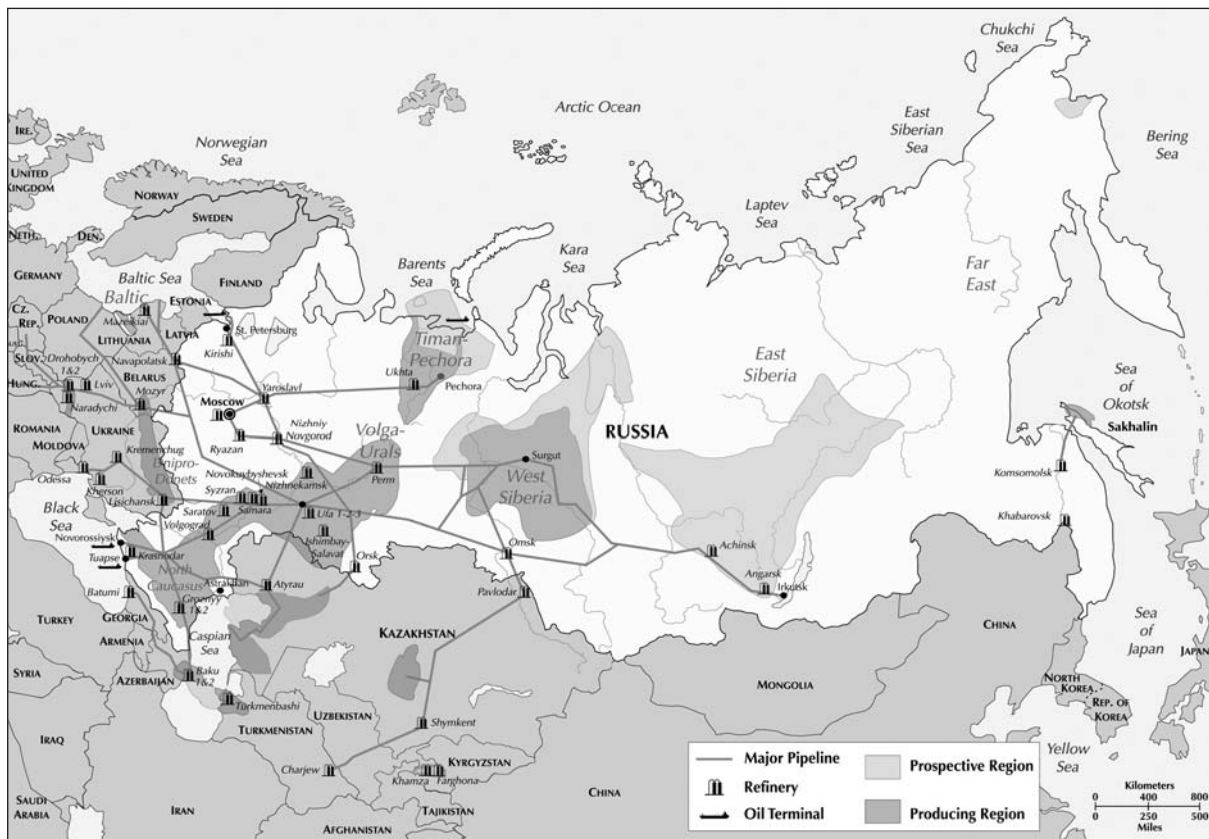 Chukchi
Sea
Arctic Ocean
East
Siberian
Sea
Bering
Sea
IRE.
Norwegian
Sea
UNITED
KINGDOM
NORWAY
Laptev
Sea
SWEDEN
NETH.
DEN.
Kara
Sea
Barents
Sea
Far
East
GERMANY
Baltic Sea
Baltic
FINLAND
ESTONIA
CZ.
REP.
POLAND
Mazeikiai
St. Petersburg
LATVIA
LITHUANIA
Kirishi
Timan-
Pechora
SLOV.
Drohobych
1&2
Navapolatsk
East
Siberia
HUNG.
Lviv
BELARUS
Mozyr
Yaroslavl
Ukhta
Pechora
Sea
of
Okotsk
Naradychi
Moscow
Nizhniy
Novgorod
Sakhalin
ROMANIA
UKRAINE
Ryazan
Volga-
Urals
RUSSIA
MOLDOVA
Kremenchug
Dnipro-
Donets
Novokuybyshevsk
Nizhnekamsk
Perm
Surgut
West
Siberia
Komsomolsk
Odessa
Kherson
Syzran
Samara
Lisichansk
Saratov
Ufa 1-2-3
Black
Sea
Volgograd
Khabarovsk
Novorossiysk
Ishimbay-
Salavat
Orsk
Omsk
Achinsk
Tuapse
Krasnodar
North
Caucasus
Astrakhan
Atyrau
Angarsk
Irkutsk
Batumi
Groznyy
1&2
Pavlodar
TURKEY
GEORGIA
Caspian
Sea
KAZAKHSTAN
CHINA
Sea
of
Japan
ARMENIA
JAPAN
SYRIA
AZERBAIJAN
Baku
1&2
MONGOLIA
NORTH
KOREA
Turkmenbashi
UZBEKISTAN
REP. OF
KOREA
IRAQ
TURKMENISTAN
Shymkent
Yellow
Sea
Charjew
KYRGYZSTAN
Khamza
Farghona
SAUDI
ARABIA
IRAN
TAJIKISTAN
CHINA
AFGHANISTAN
Major Pipeline
Refinery
Oil Terminal
Prospective Region
Producing Region
Kilometers
0 400 800
0 300 500
Miles